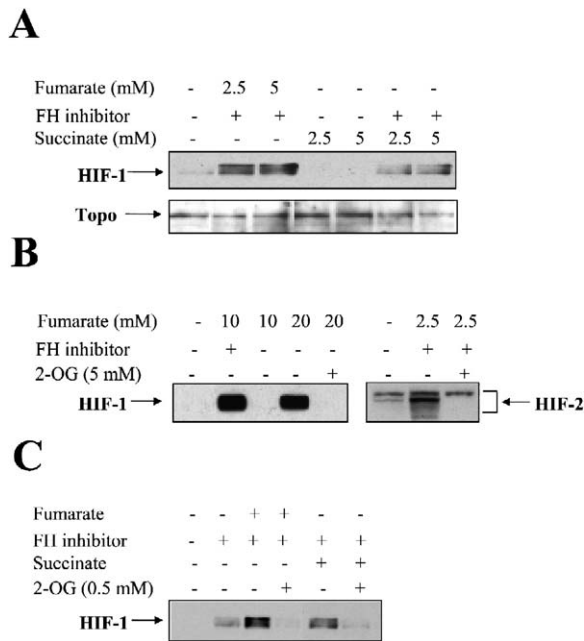 A
Fumarate (mM) - 2.5 5 - - - -
FH inhibitor - + + - - + +
Succinate (mM) - - - 2.5 5 2.5 5
HIF-1
Topo
B
Fumarate (mM) - 10 10 20 20 - 2.5 2.5
FH inhibitor - + - - - - + +
2-OG (5 mM) - - - - + - - +
HIF-1 HIF-2
C
Fumarate - - + + - -
FH inhibitor - + + + + +
Succinate - - - - + +
2-OG (0.5 mM) - - - + - +
HIF-1